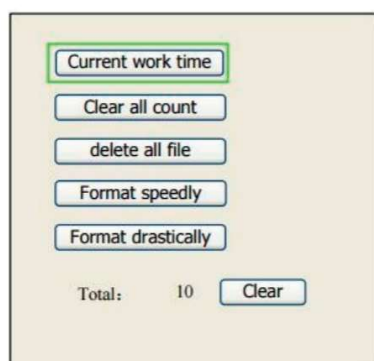 Current work time
Clear all count
delete all file
Format speedly
Format drastically
Total： 10 Clear